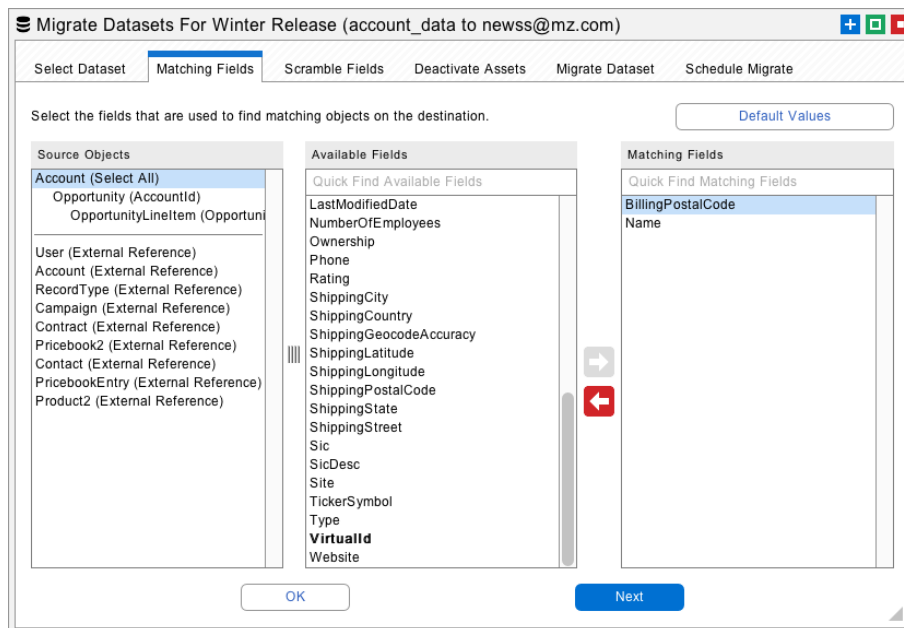 Migrate Datasets For Winter Release (account_data to newss@mz.com)
Select Dataset
Matching Fields
Scramble Fields
Deactivate Assets
Migrate Dataset
Schedule Migrate
Select the fields that are used to find matching objects on the destination.
Default Values
Source Objects
Account (Select All)
Opportunity (AccountId)
OpportunityLineItem (Opportuni
User (External Reference)
Account (External Reference)
RecordType (External Reference)
Campaign (External Reference)
Contract (External Reference)
Pricebook2 (External Reference)
Contact (External Reference)
PricebookEntry (External Reference)
Product2 (External Reference)
Available Fields
Quick Find Available Fields
LastModifiedDate
NumberOfEmployees
Ownership
Phone
Rating
ShippingCity
ShippingCountry
ShippingGeocodeAccuracy
ShippingLatitude
ShippingLongitude
ShippingPostalCode
ShippingState
ShippingStreet
Sic
SicDesc
Site
TickerSymbol
Type
VirtualId
Website
Matching Fields
Quick Find Matching Fields
BillingPostalCode
Name
OK
Next